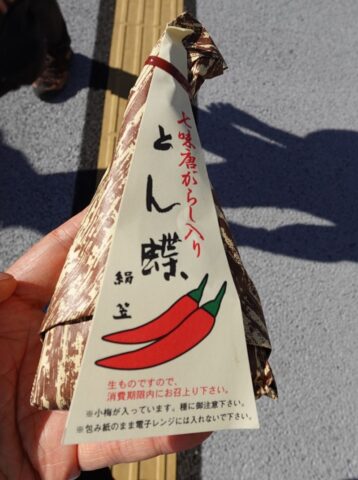 七味唐がらし入り
とん蝶
絹笠
生ものですので、
消費期限内にお召上り下さい。
※小梅が入っています。種に御注意下さい。
※包み紙のまま電子レンジには入れないで下さい。